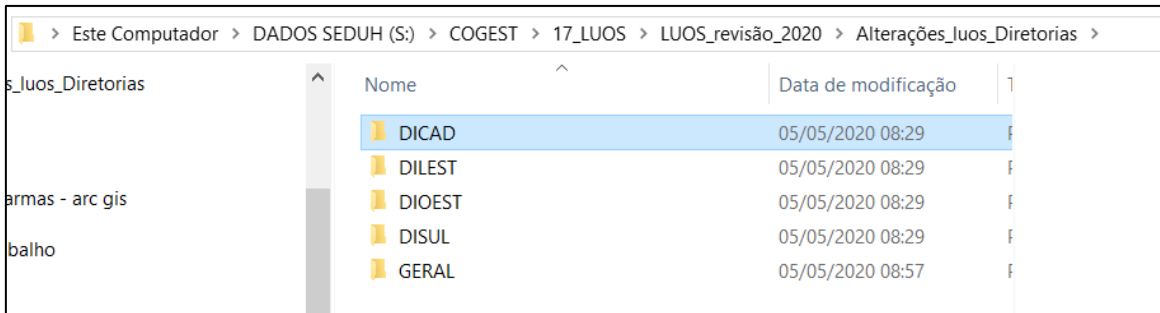 > Este Computador > DADOS SEDUH (S:) > COGEST > 17_LUOS > LUOS_revisão_2020 > Alterações_luos_Diretorias >
s_luos_Diretorias
armas - arc gis
balho
Nome Data de modificação
DICAD 05/05/2020 08:29
DILEST 05/05/2020 08:29
DIOEST 05/05/2020 08:29
DISUL 05/05/2020 08:29
GERAL 05/05/2020 08:57